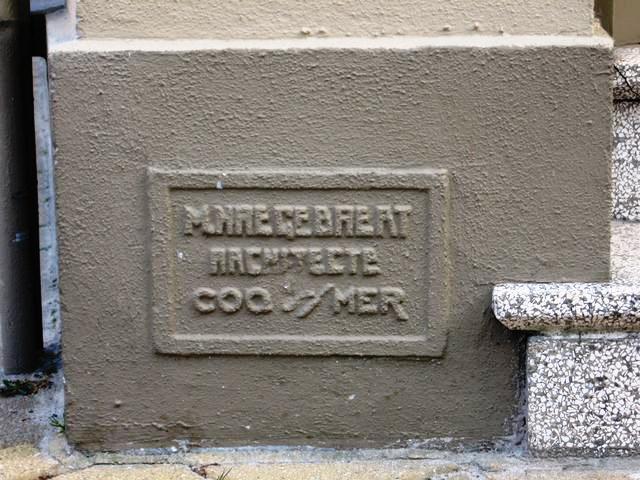 M.HAEGEBAERT
ARCHITECTE
COQ S/ MER